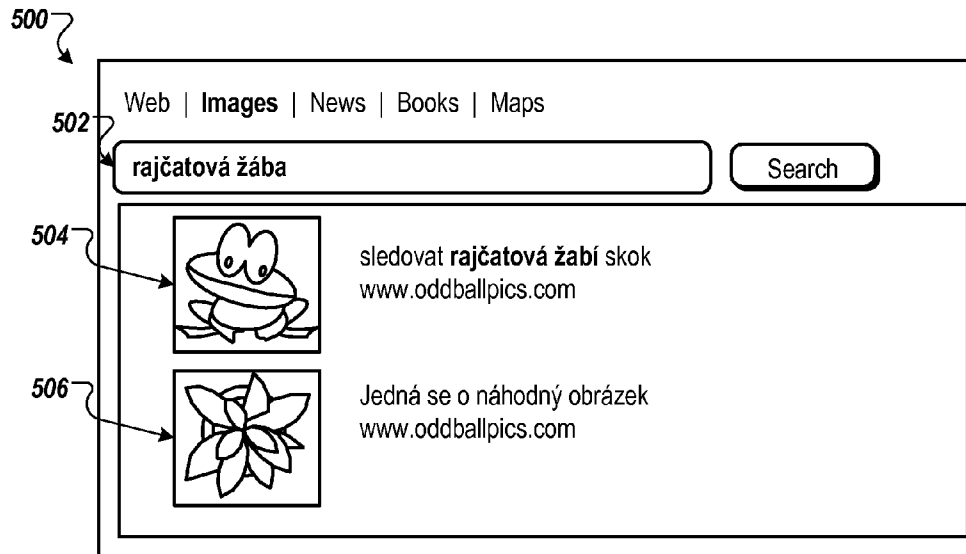 500
Web | Images | News | Books | Maps
502
rajčatová žába
Search
504
sledovat rajčatová žabí skok
www.oddballpics.com
506
Jedná se o náhodný obrázek
www.oddballpics.com